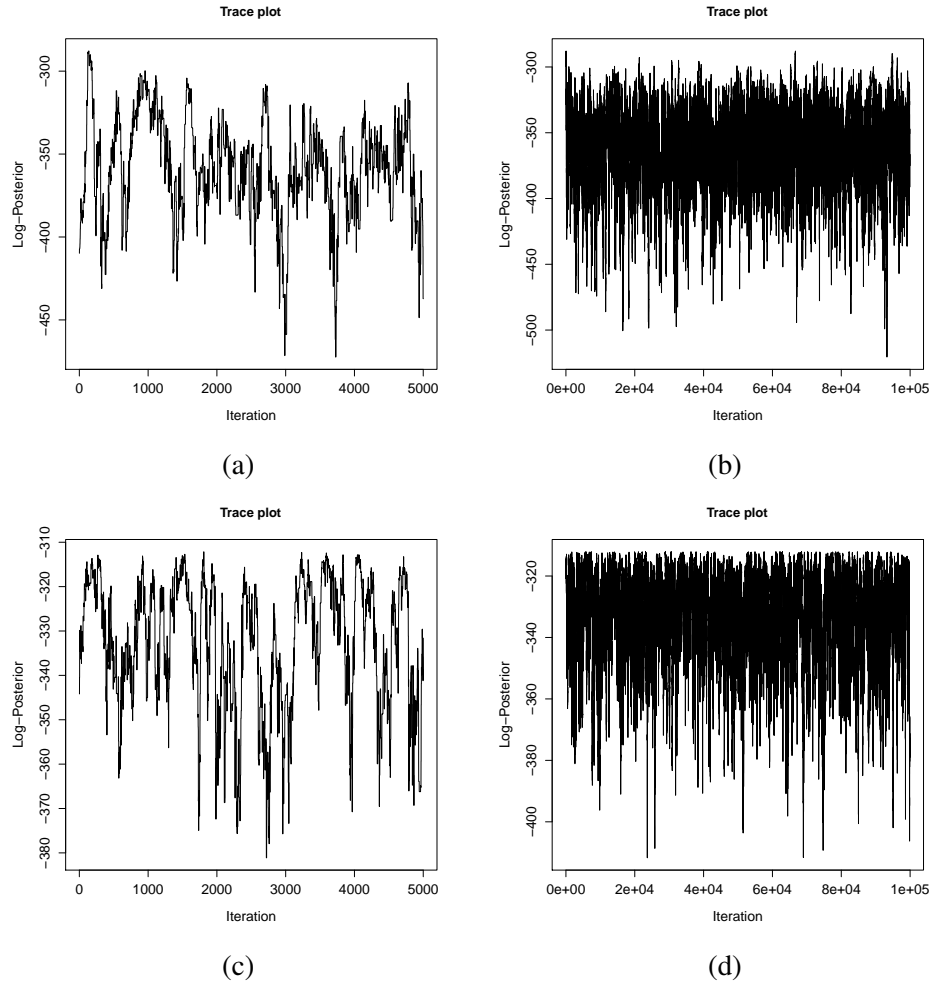 Trace plot
Log−Posterior
−300
−350
−400
−450
0 1000 2000 3000 4000 5000
Iteration
(a)
Trace plot
Log−Posterior
−300
−350
−400
−450
−500
0e+00 2e+04 4e+04 6e+04 8e+04 1e+05
Iteration
(b)
Trace plot
Log−Posterior
−310
−320
−330
−340
−350
−360
−370
−380
0 1000 2000 3000 4000 5000
Iteration
(c)
Trace plot
Log−Posterior
−320
−340
−360
−380
−400
0e+00 2e+04 4e+04 6e+04 8e+04 1e+05
Iteration
(d)